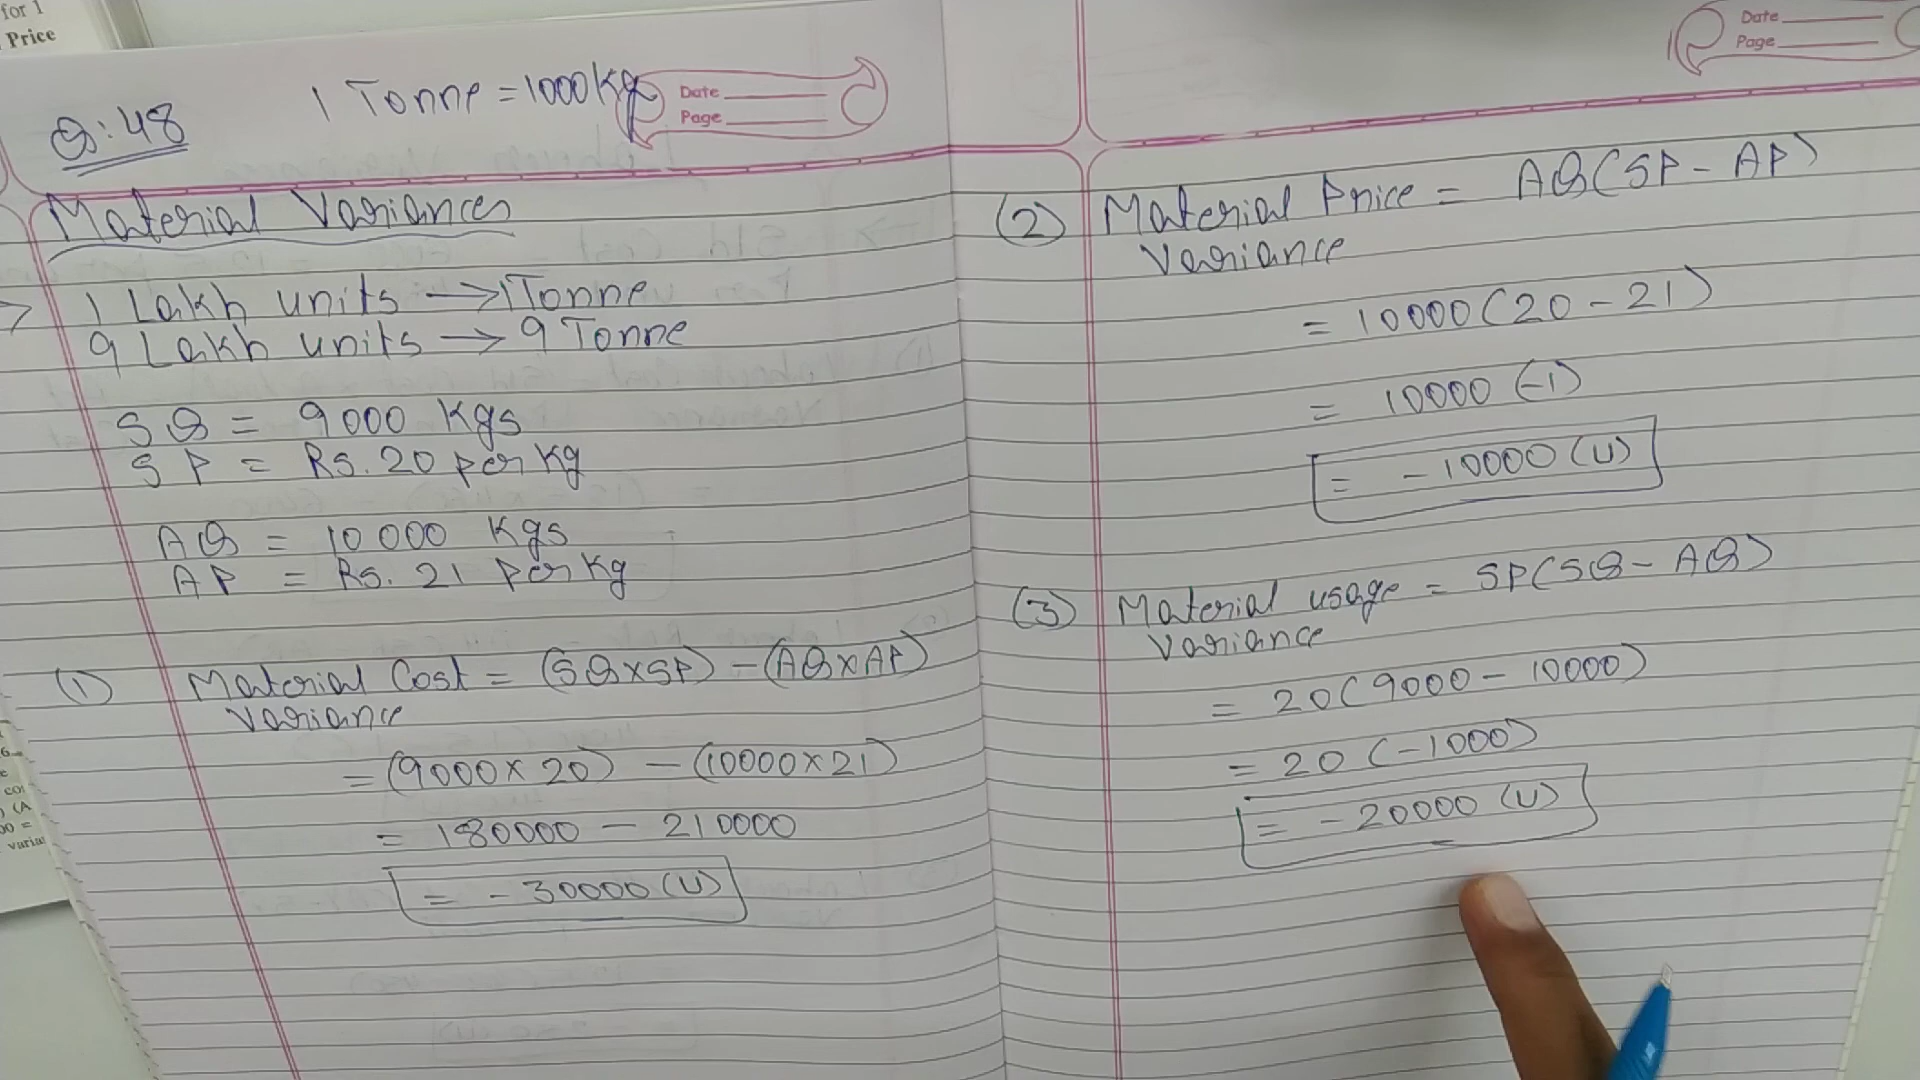 for 1
Price
Q:48
1 Tonne = 1000 Kg
Date
Page
Material Variances
1 Lakh units → 1 Tonne
9 Lakh units → 9 Tonne
SQ = 9000 Kgs
SP = Rs. 20 per Kg
AQ = 10000 Kgs
AP = Rs. 21 per Kg
(1) Material Cost = (SQ×SP) - (AQ×AP)
Variance
= (9000×20) - (10000×21)
= 180000 - 210000
= - 30000 (U)
Date
Page
(2) Material Price = AQ(SP - AP)
Variance
= 10000(20-21)
= 10000 (-1)
= - 10000 (U)
(3) Material usage = SP(SQ - AQ)
Variance
= 20(9000 - 10000)
= 20 (-1000)
= - 20000 (U)